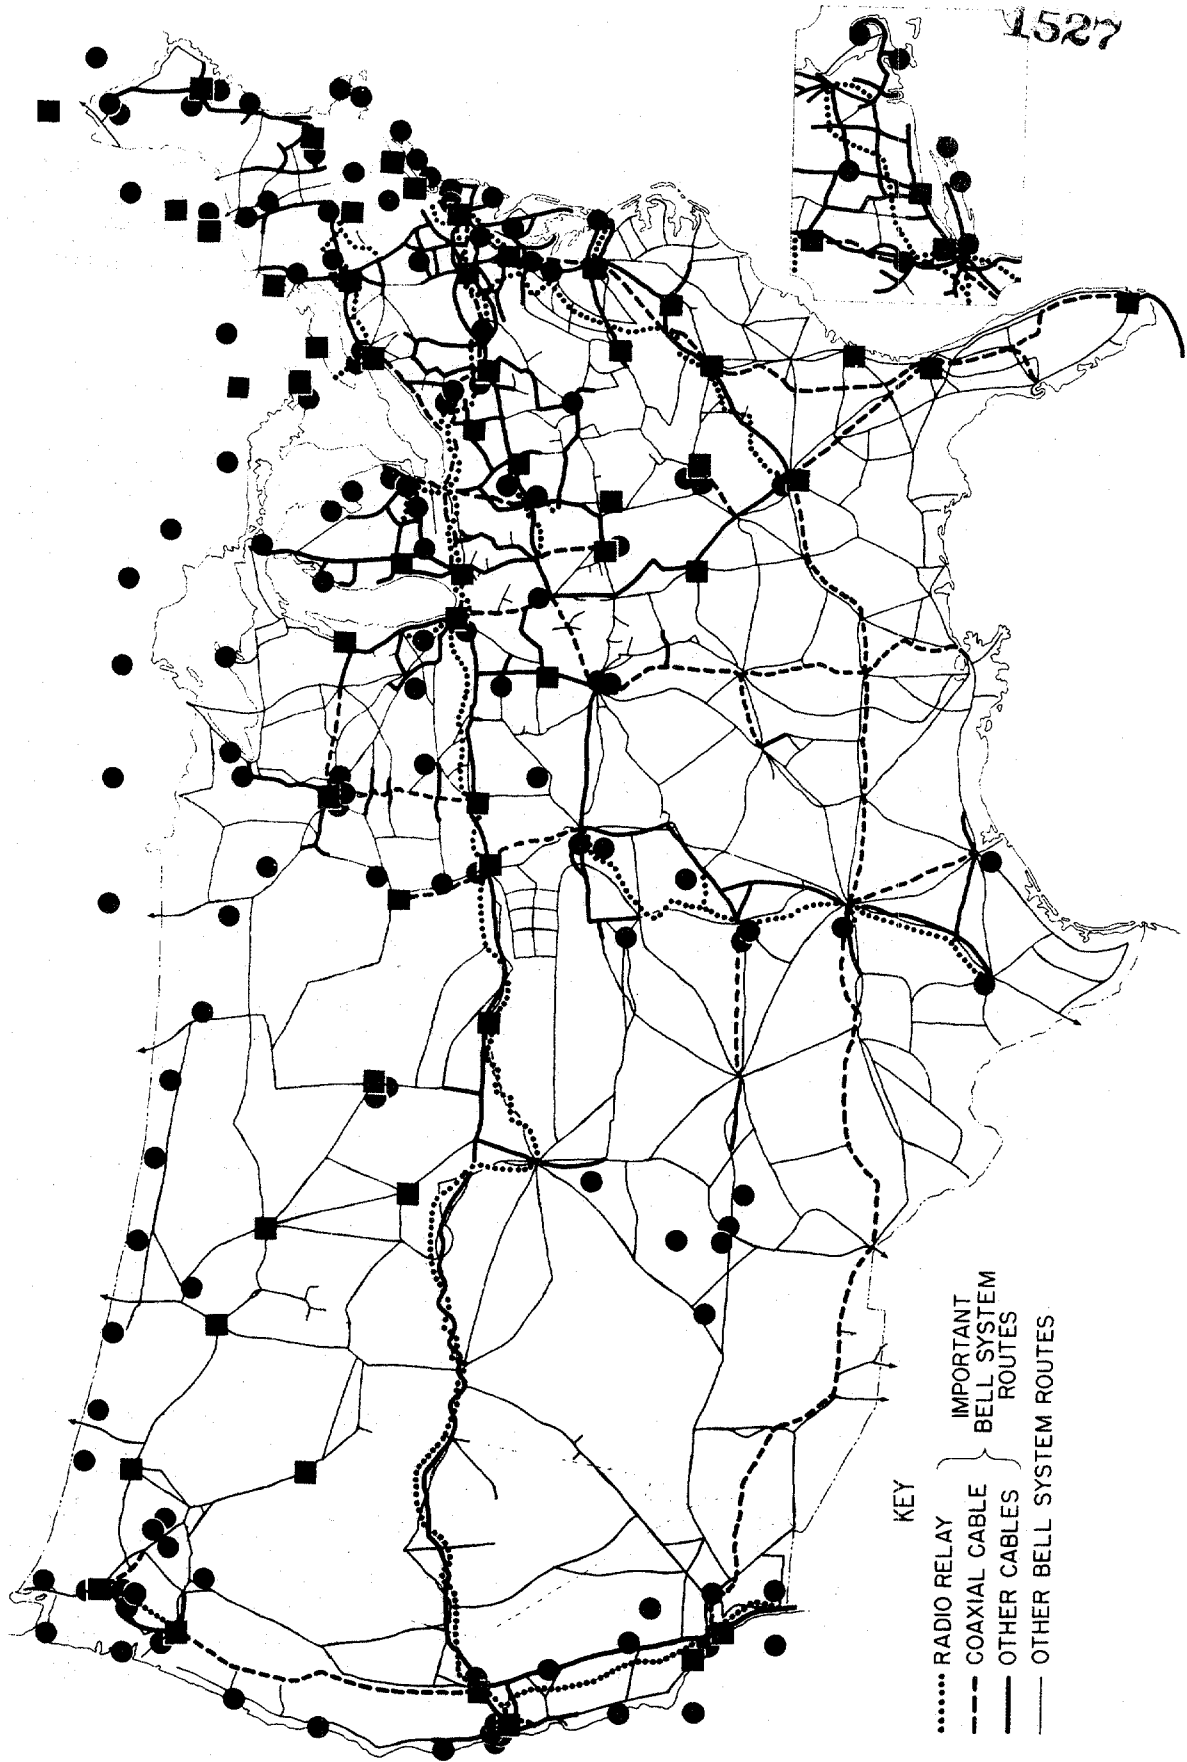 1527
KEY
RADIO RELAY
COAXIAL CABLE
OTHER CABLES
IMPORTANT
BELL SYSTEM
ROUTES
OTHER BELL SYSTEM ROUTES